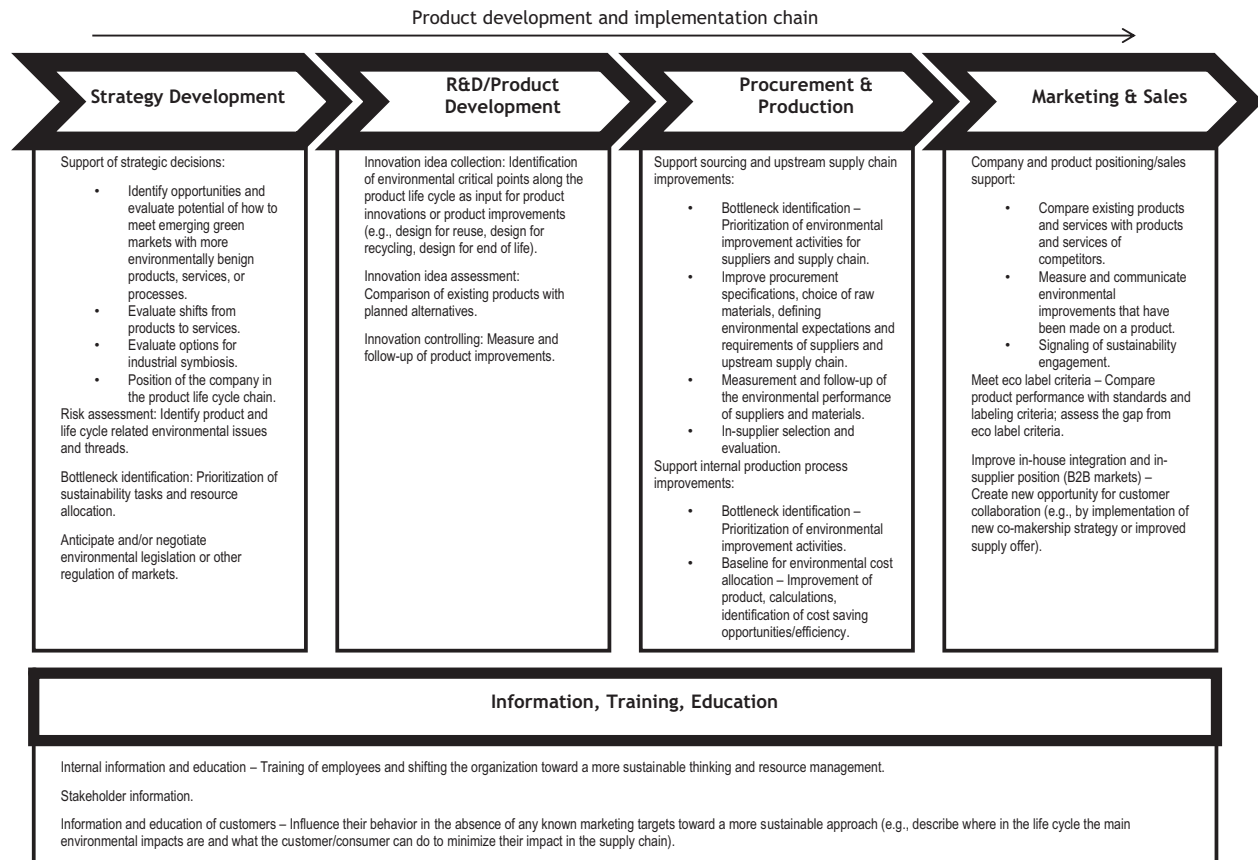 Product development and implementation chain
Strategy Development
Support of strategic decisions:
• Identify opportunities and
evaluate potential of how to
meet emerging green
markets with more
environmentally benign
products, services, or
processes.
• Evaluate shifts from
products to services.
• Evaluate options for
industrial symbiosis.
• Position of the company in
the product life cycle chain.
Risk assessment: Identify product and
life cycle related environmental issues
and threads.
Bottleneck identification: Prioritization of
sustainability tasks and resource
allocation.
Anticipate and/or negotiate
environmental legislation or other
regulation of markets.
R&D/Product
Development
Innovation idea collection: Identification
of environmental critical points along the
product life cycle as input for product
innovations or product improvements
(e.g., design for reuse, design for
recycling, design for end of life).
Innovation idea assessment:
Comparison of existing products with
planned alternatives.
Innovation controlling: Measure and
follow-up of product improvements.
Procurement &
Production
Support sourcing and upstream supply chain
improvements:
• Bottleneck identification –
Prioritization of environmental
improvement activities for
suppliers and supply chain.
• Improve procurement
specifications, choice of raw
materials, defining
environmental expectations and
requirements of suppliers and
upstream supply chain.
• Measurement and follow-up of
the environmental performance
of suppliers and materials.
• In-supplier selection and
evaluation.
Support internal production process
improvements:
• Bottleneck identification –
Prioritization of environmental
improvement activities.
• Baseline for environmental cost
allocation – Improvement of
product, calculations,
identification of cost saving
opportunities/efficiency.
Marketing & Sales
Company and product positioning/sales
support:
• Compare existing products
and services with products
and services of
competitors.
• Measure and communicate
environmental
improvements that have
been made on a product.
• Signaling of sustainability
engagement.
Meet eco label criteria – Compare
product performance with standards and
labeling criteria; assess the gap from
eco label criteria.
Improve in-house integration and in-
supplier position (B2B markets) –
Create new opportunity for customer
collaboration (e.g., by implementation of
new co-makership strategy or improved
supply offer).
Information, Training, Education
Internal information and education – Training of employees and shifting the organization toward a more sustainable thinking and resource management.
Stakeholder information.
Information and education of customers – Influence their behavior in the absence of any known marketing targets toward a more sustainable approach (e.g., describe where in the life cycle the main
environmental impacts are and what the customer/consumer can do to minimize their impact in the supply chain).